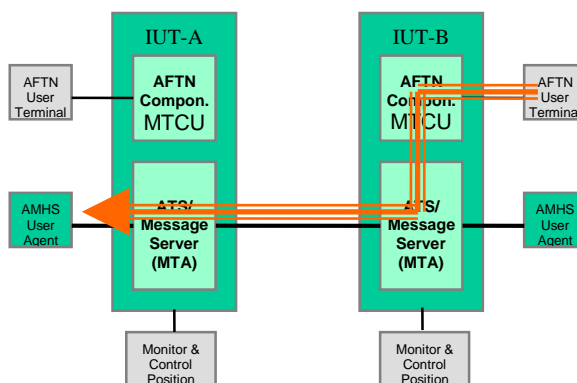 IUT-A
IUT-B
AFTN
User
Terminal
AFTN
Compon.
MTCU
AFTN
Compon.
MTCU
AFTN
User
Terminal
AMHS
User
Agent
ATS/
Message
Server
(MTA)
ATS/
Message
Server
(MTA)
AMHS
User
Agent
Monitor &
Control
Position
Monitor &
Control
Position